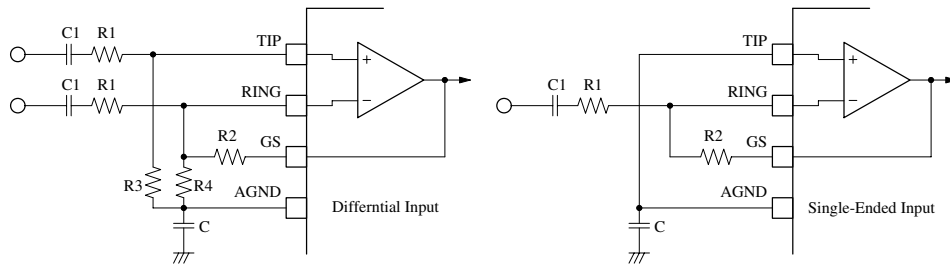 C1 R1 TIP
+
C1 R1 RING
−
R2 GS
R3 R4 AGND
C
Differntial Input
TIP
+
C1 R1 RING
−
R2 GS
AGND
C
Single-Ended Input